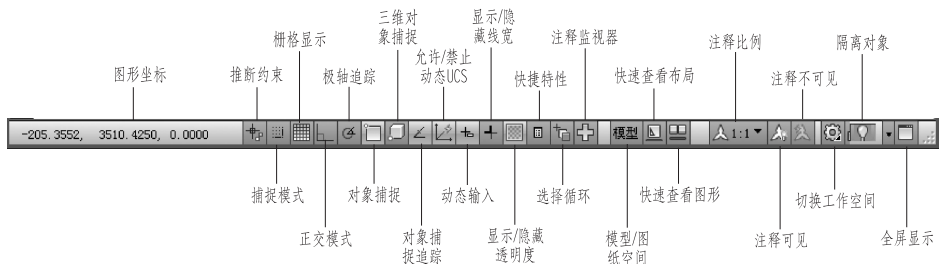 三维对
象捕捉
显示/隐
藏线宽
栅格显示
允许/禁止
动态UCS
注释监视器
注释比例
隔离对象
图形坐标
推断约束
极轴追踪
快捷特性
快速查看布局
注释不可见
-205.3552, 3510.4250, 0.0000
模型
1:1
捕捉模式
对象捕捉
动态输入
选择循环
快速查看图形
切换工作空间
正交模式
对象捕
捉追踪
显示/隐藏
透明度
模型/图
纸空间
注释可见
全屏显示